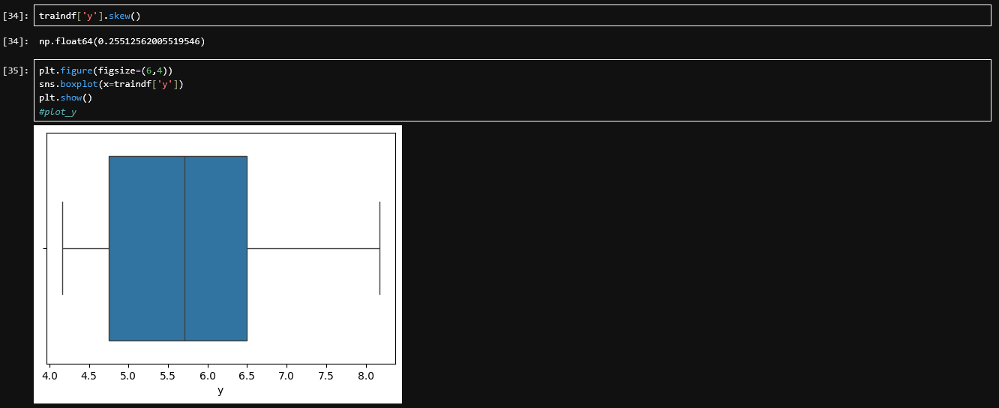 [34]: traindf['y'].skew()
[34]: np.float64(0.25512562005519546)
[35]: plt.figure(figsize=(6,4))
sns.boxplot(x=traindf['y'])
plt.show()
#plot_y
4.0 4.5 5.0 5.5 6.0 6.5 7.0 7.5 8.0
y